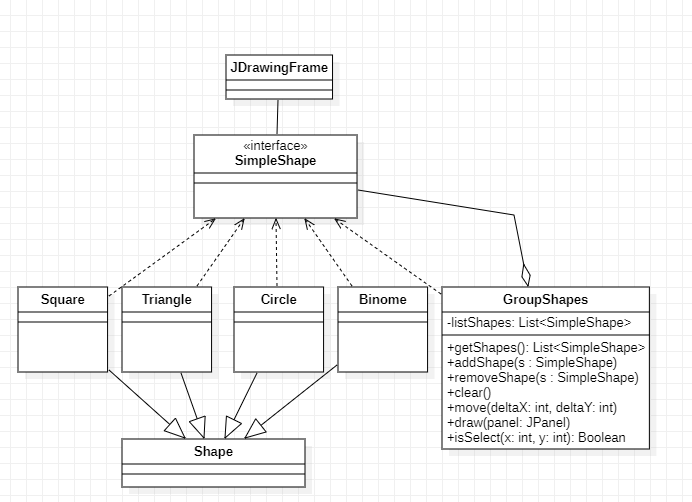 JDrawingFrame
«interface»
SimpleShape
Square
Triangle
Circle
Binome
GroupShapes
-listShapes: List<SimpleShape>
+getShapes(): List<SimpleShape>
+addShape(s : SimpleShape)
+removeShape(s : SimpleShape)
+clear()
+move(deltaX: int, deltaY: int)
+draw(panel: JPanel)
+isSelect(x: int, y: int): Boolean
Shape